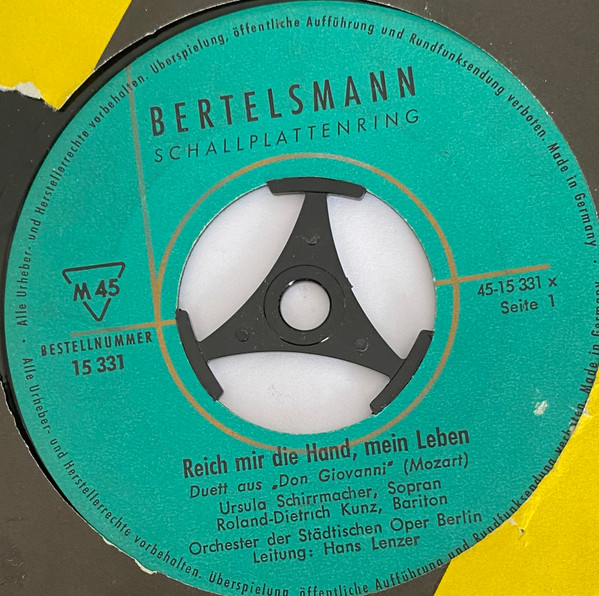 BERTELSMANN
SCHALLPLATTENRING
M 45
BESTELLNUMMER
15 331
45-15 331 x
Seite 1
Reich mir die Hand, mein Leben
Duett aus „Don Giovanni" (Mozart)
Ursula Schirrmacher, Sopran
Roland-Dietrich Kunz, Bariton
Orchester der Städtischen Oper Berlin
Leitung: Hans Lenzer
· Alle Urheber- und Herstellerrechte vorbehalten. Überspielung, öffentliche Aufführung und Rundfunksendung verboten. Made in Germany ·
Alle Urheber- und Herstellerrechte vorbehalten. Überspielung, öffentliche Aufführung und Rundfunksendung verboten. Made in Germany.